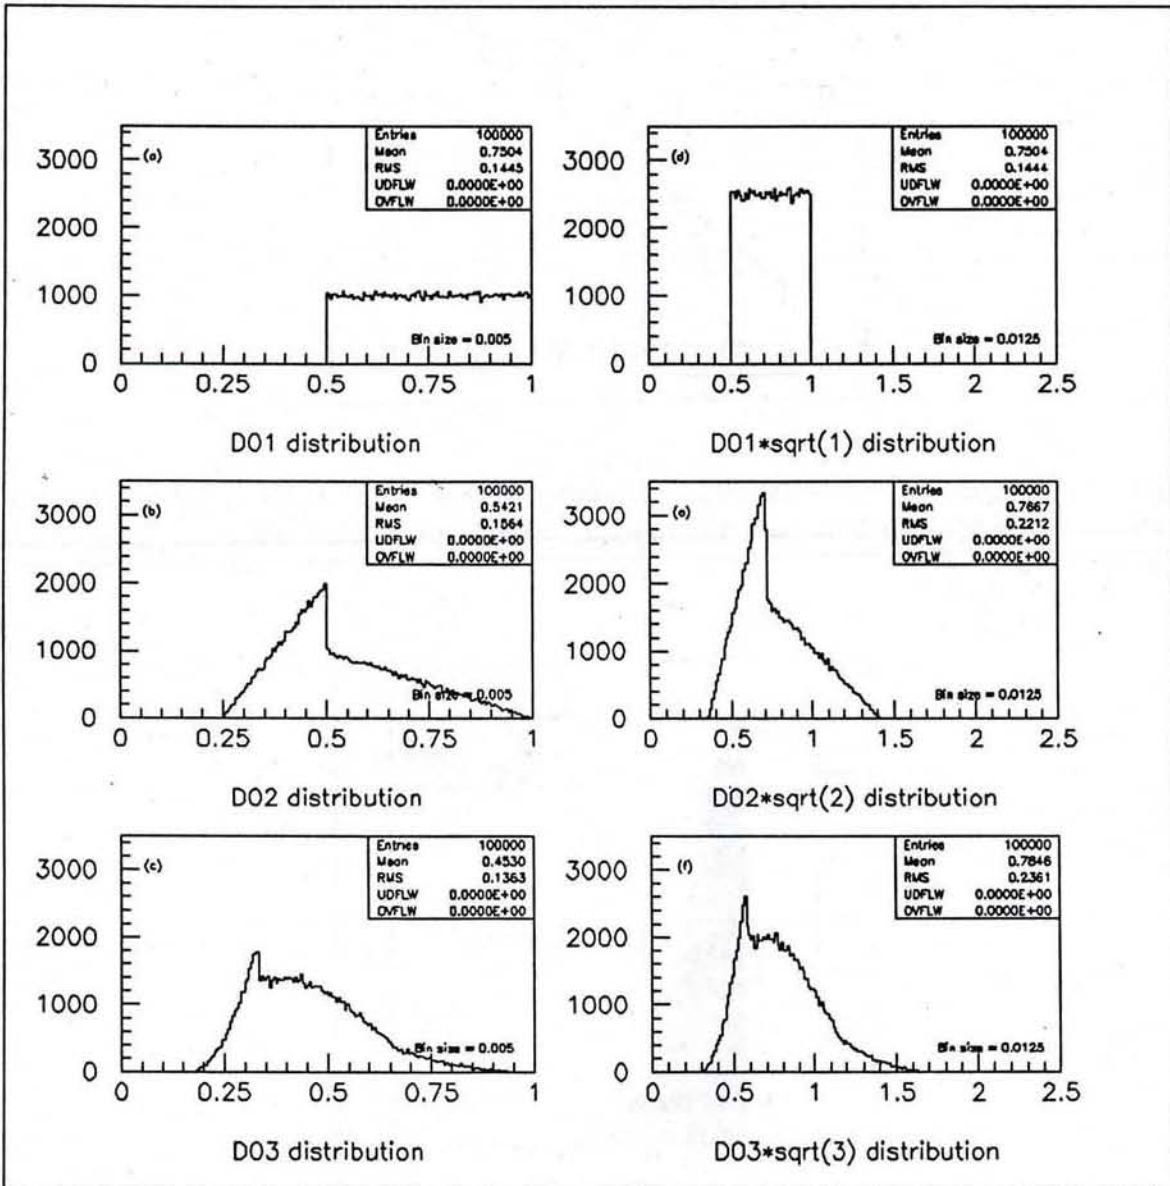 (a)
Entries 100000
Mean 0.7504
RMS 0.1445
UDFLW 0.0000E+00
OVFLW 0.0000E+00
3000
2000
1000
0
Bin size = 0.005
0 0.25 0.5 0.75 1
DO1 distribution
(d)
Entries 100000
Mean 0.7504
RMS 0.1444
UDFLW 0.0000E+00
OVFLW 0.0000E+00
3000
2000
1000
0
Bin size = 0.0125
0 0.5 1 1.5 2 2.5
DO1*sqrt(1) distribution
(b)
Entries 100000
Mean 0.5421
RMS 0.1564
UDFLW 0.0000E+00
OVFLW 0.0000E+00
3000
2000
1000
0
Bin size = 0.005
0 0.25 0.5 0.75 1
DO2 distribution
(e)
Entries 100000
Mean 0.7667
RMS 0.2212
UDFLW 0.0000E+00
OVFLW 0.0000E+00
3000
2000
1000
0
Bin size = 0.0125
0 0.5 1 1.5 2 2.5
DO2*sqrt(2) distribution
(c)
Entries 100000
Mean 0.4530
RMS 0.1363
UDFLW 0.0000E+00
OVFLW 0.0000E+00
3000
2000
1000
0
Bin size = 0.005
0 0.25 0.5 0.75 1
DO3 distribution
(f)
Entries 100000
Mean 0.7846
RMS 0.2361
UDFLW 0.0000E+00
OVFLW 0.0000E+00
3000
2000
1000
0
Bin size = 0.0125
0 0.5 1 1.5 2 2.5
DO3*sqrt(3) distribution